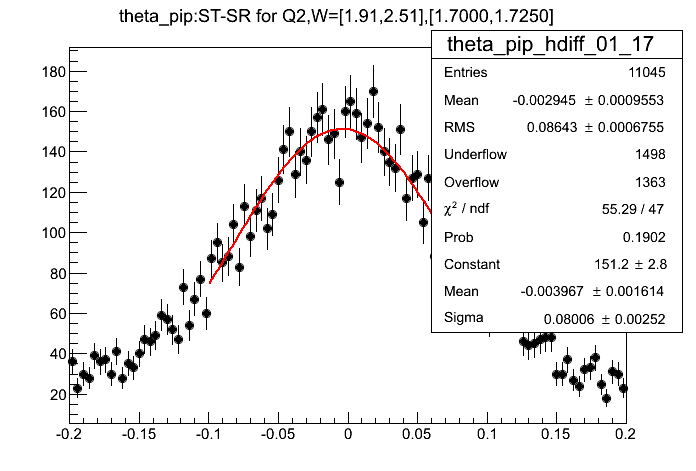 theta_pip:ST-SR for Q2,W=[1.91,2.51],[1.7000,1.7250]
theta_pip_hdiff_01_17
Entries 11045
Mean -0.002945 ± 0.0009553
RMS 0.08643 ± 0.0006755
Underflow 1498
Overflow 1363
χ² / ndf 55.29 / 47
Prob 0.1902
Constant 151.2 ± 2.8
Mean -0.003967 ± 0.001614
Sigma 0.08006 ± 0.00252
180
160
140
120
100
80
60
40
20
-0.2 -0.15 -0.1 -0.05 0 0.05 0.1 0.15 0.2